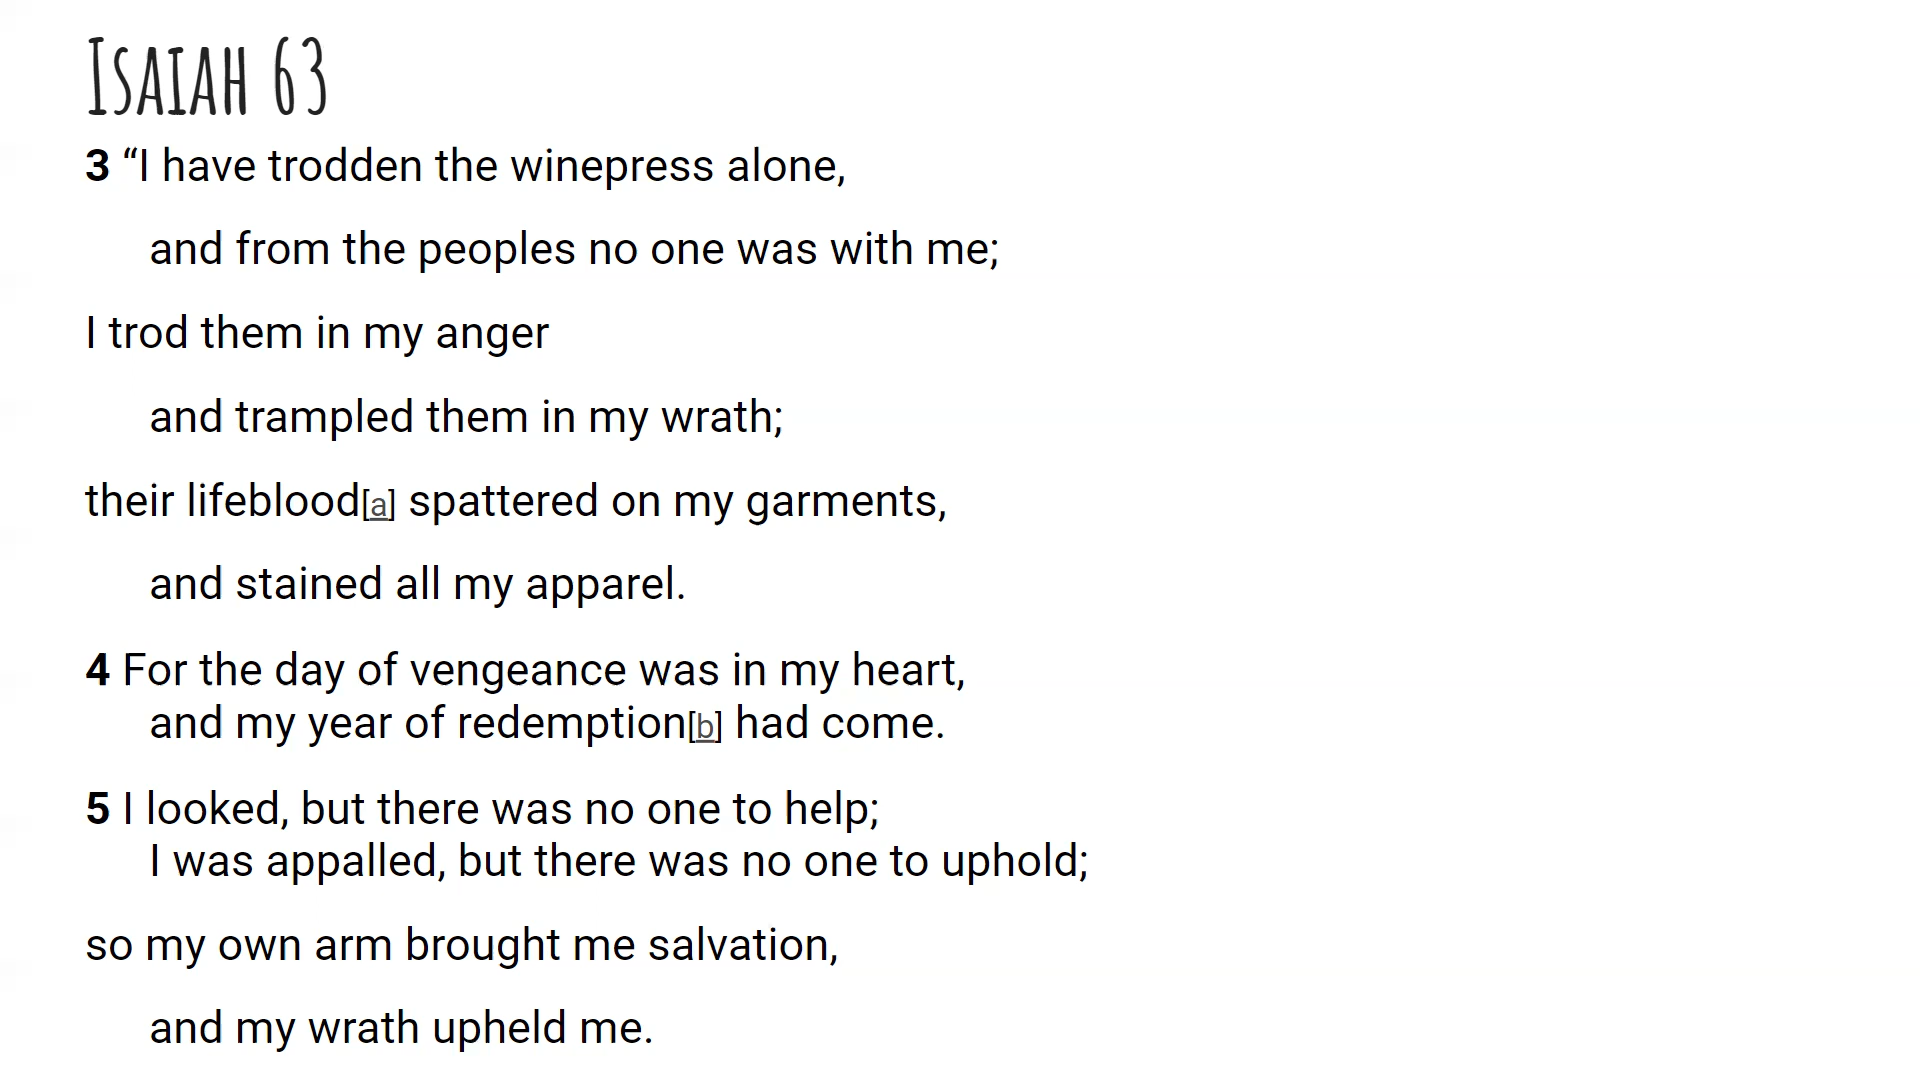 Isaiah 63
3 “I have trodden the winepress alone,
and from the peoples no one was with me;
I trod them in my anger
and trampled them in my wrath;
their lifeblood[a] spattered on my garments,
and stained all my apparel.
4 For the day of vengeance was in my heart,
and my year of redemption[b] had come.
5 I looked, but there was no one to help;
I was appalled, but there was no one to uphold;
so my own arm brought me salvation,
and my wrath upheld me.